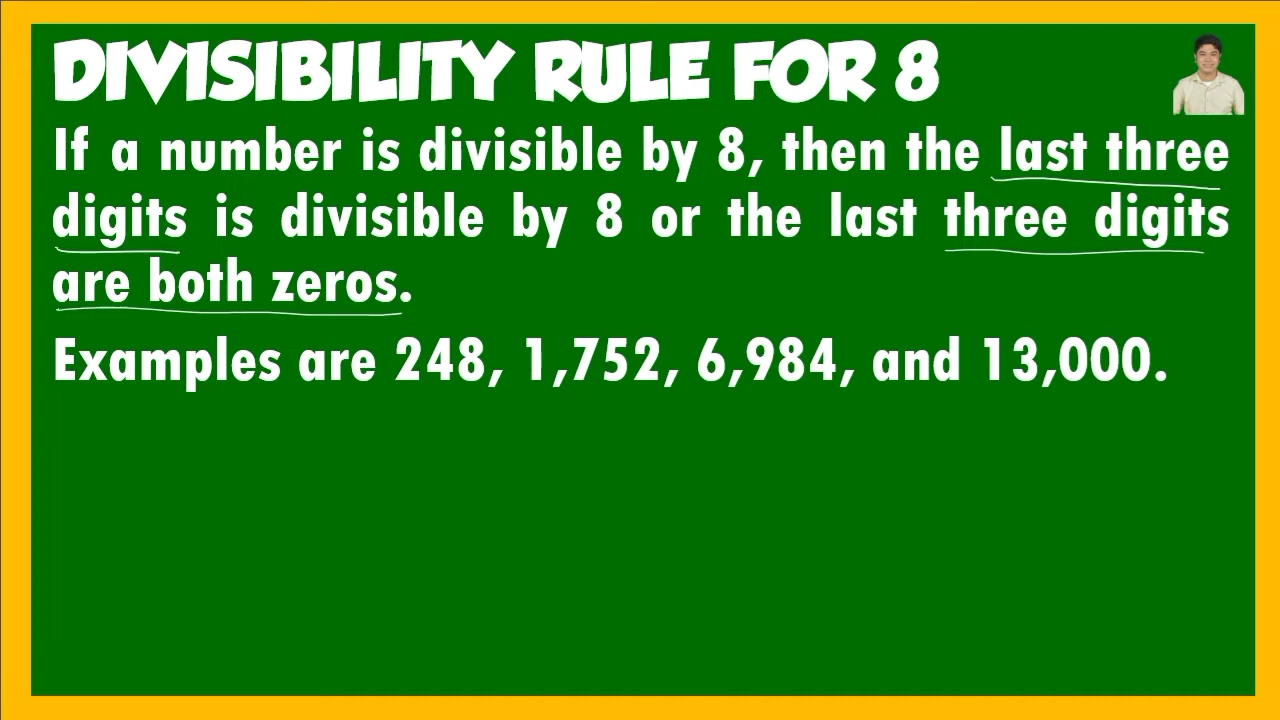 DIVISIBILITY RULE FOR 8
If a number is divisible by 8, then the last three
digits is divisible by 8 or the last three digits
are both zeros.
Examples are 248, 1,752, 6,984, and 13,000.